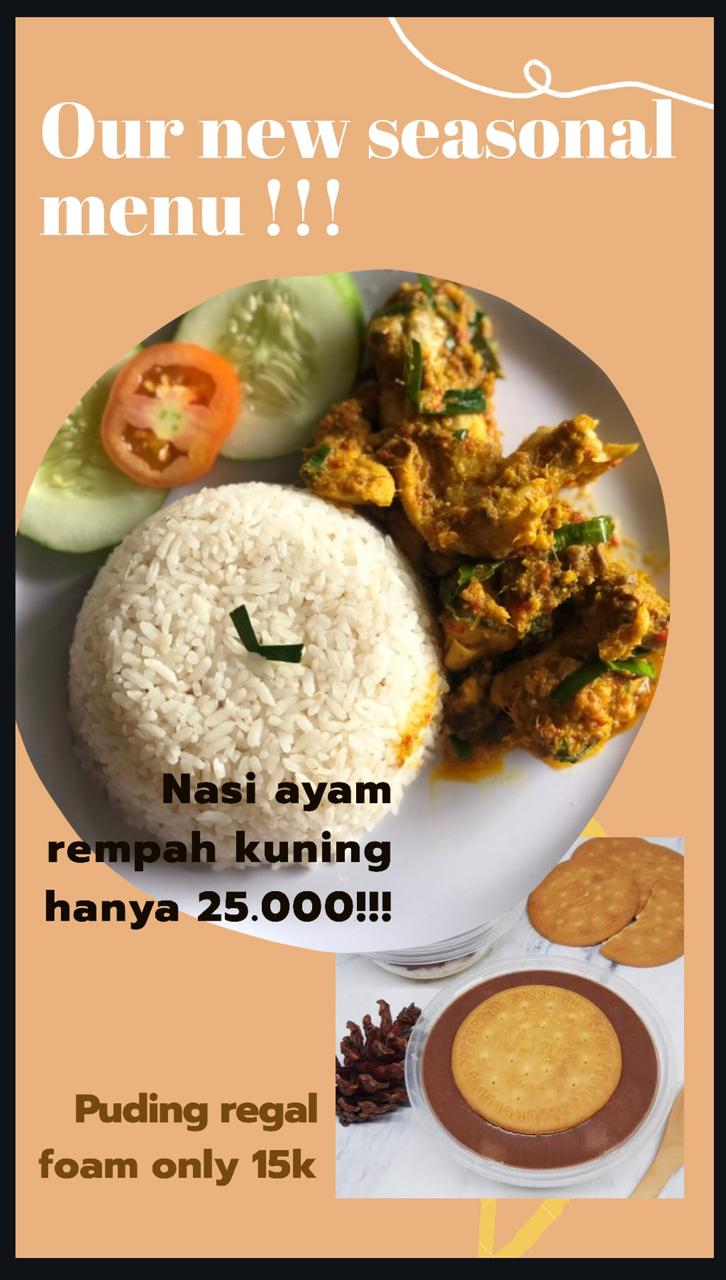 Our new seasonal
menu !!!
Nasi ayam
rempah kuning
hanya 25.000!!!
Puding regal
foam only 15k